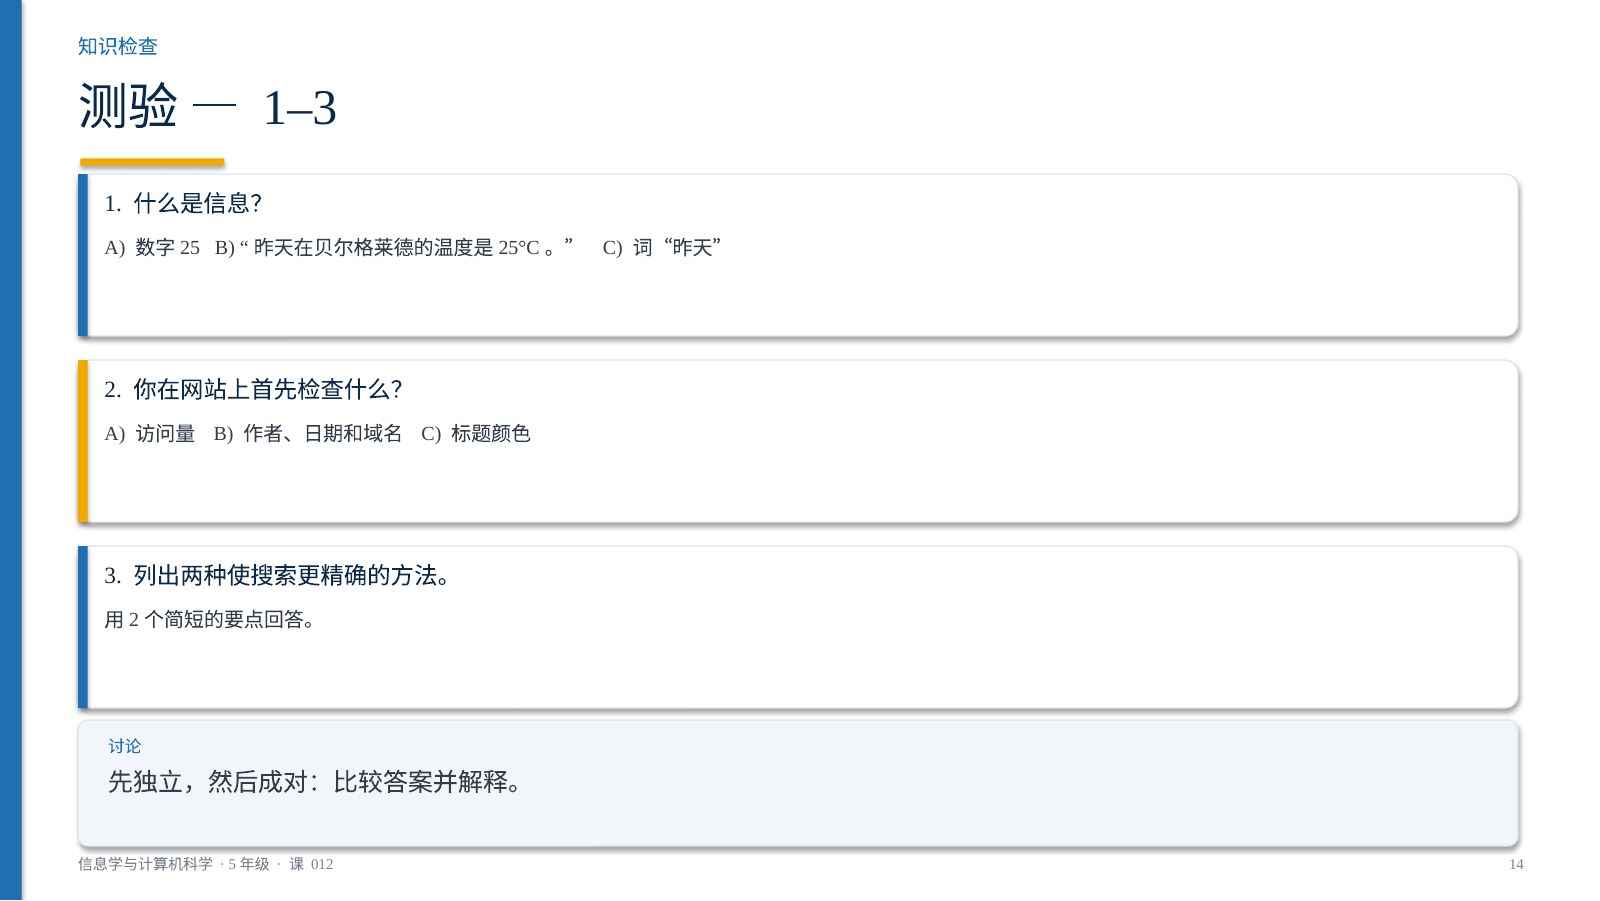 知识检查
测验 — 1–3
1. 什么是信息？
A) 数字 25 B) “ 昨天在贝尔格莱德的温度是 25°C 。” C) 词 “昨天”
2. 你在网站上首先检查什么？
A) 访问量 B) 作者、日期和域名 C) 标题颜色
3. 列出两种使搜索更精确的方法。
用 2 个简短的要点回答。
讨论
先独立，然后成对：比较答案并解释。
信息学与计算机科学 · 5 年级 · 课 012
14